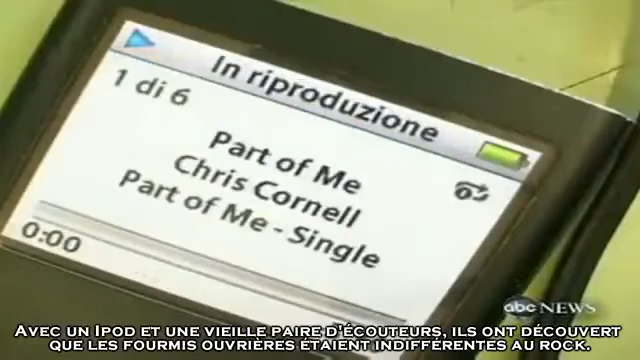 In riproduzione
1 di 6
Part of Me
Chris Cornell
Part of Me - Single
0:00
abc NEWS
AVEC UN IPOD ET UNE VIEILLE PAIRE D'ÉCOUTEURS, ILS ONT DÉCOUVERT
QUE LES FOURMIS OUVRIÈRES ÉTAIENT INDIFFÉRENTES AU ROCK.